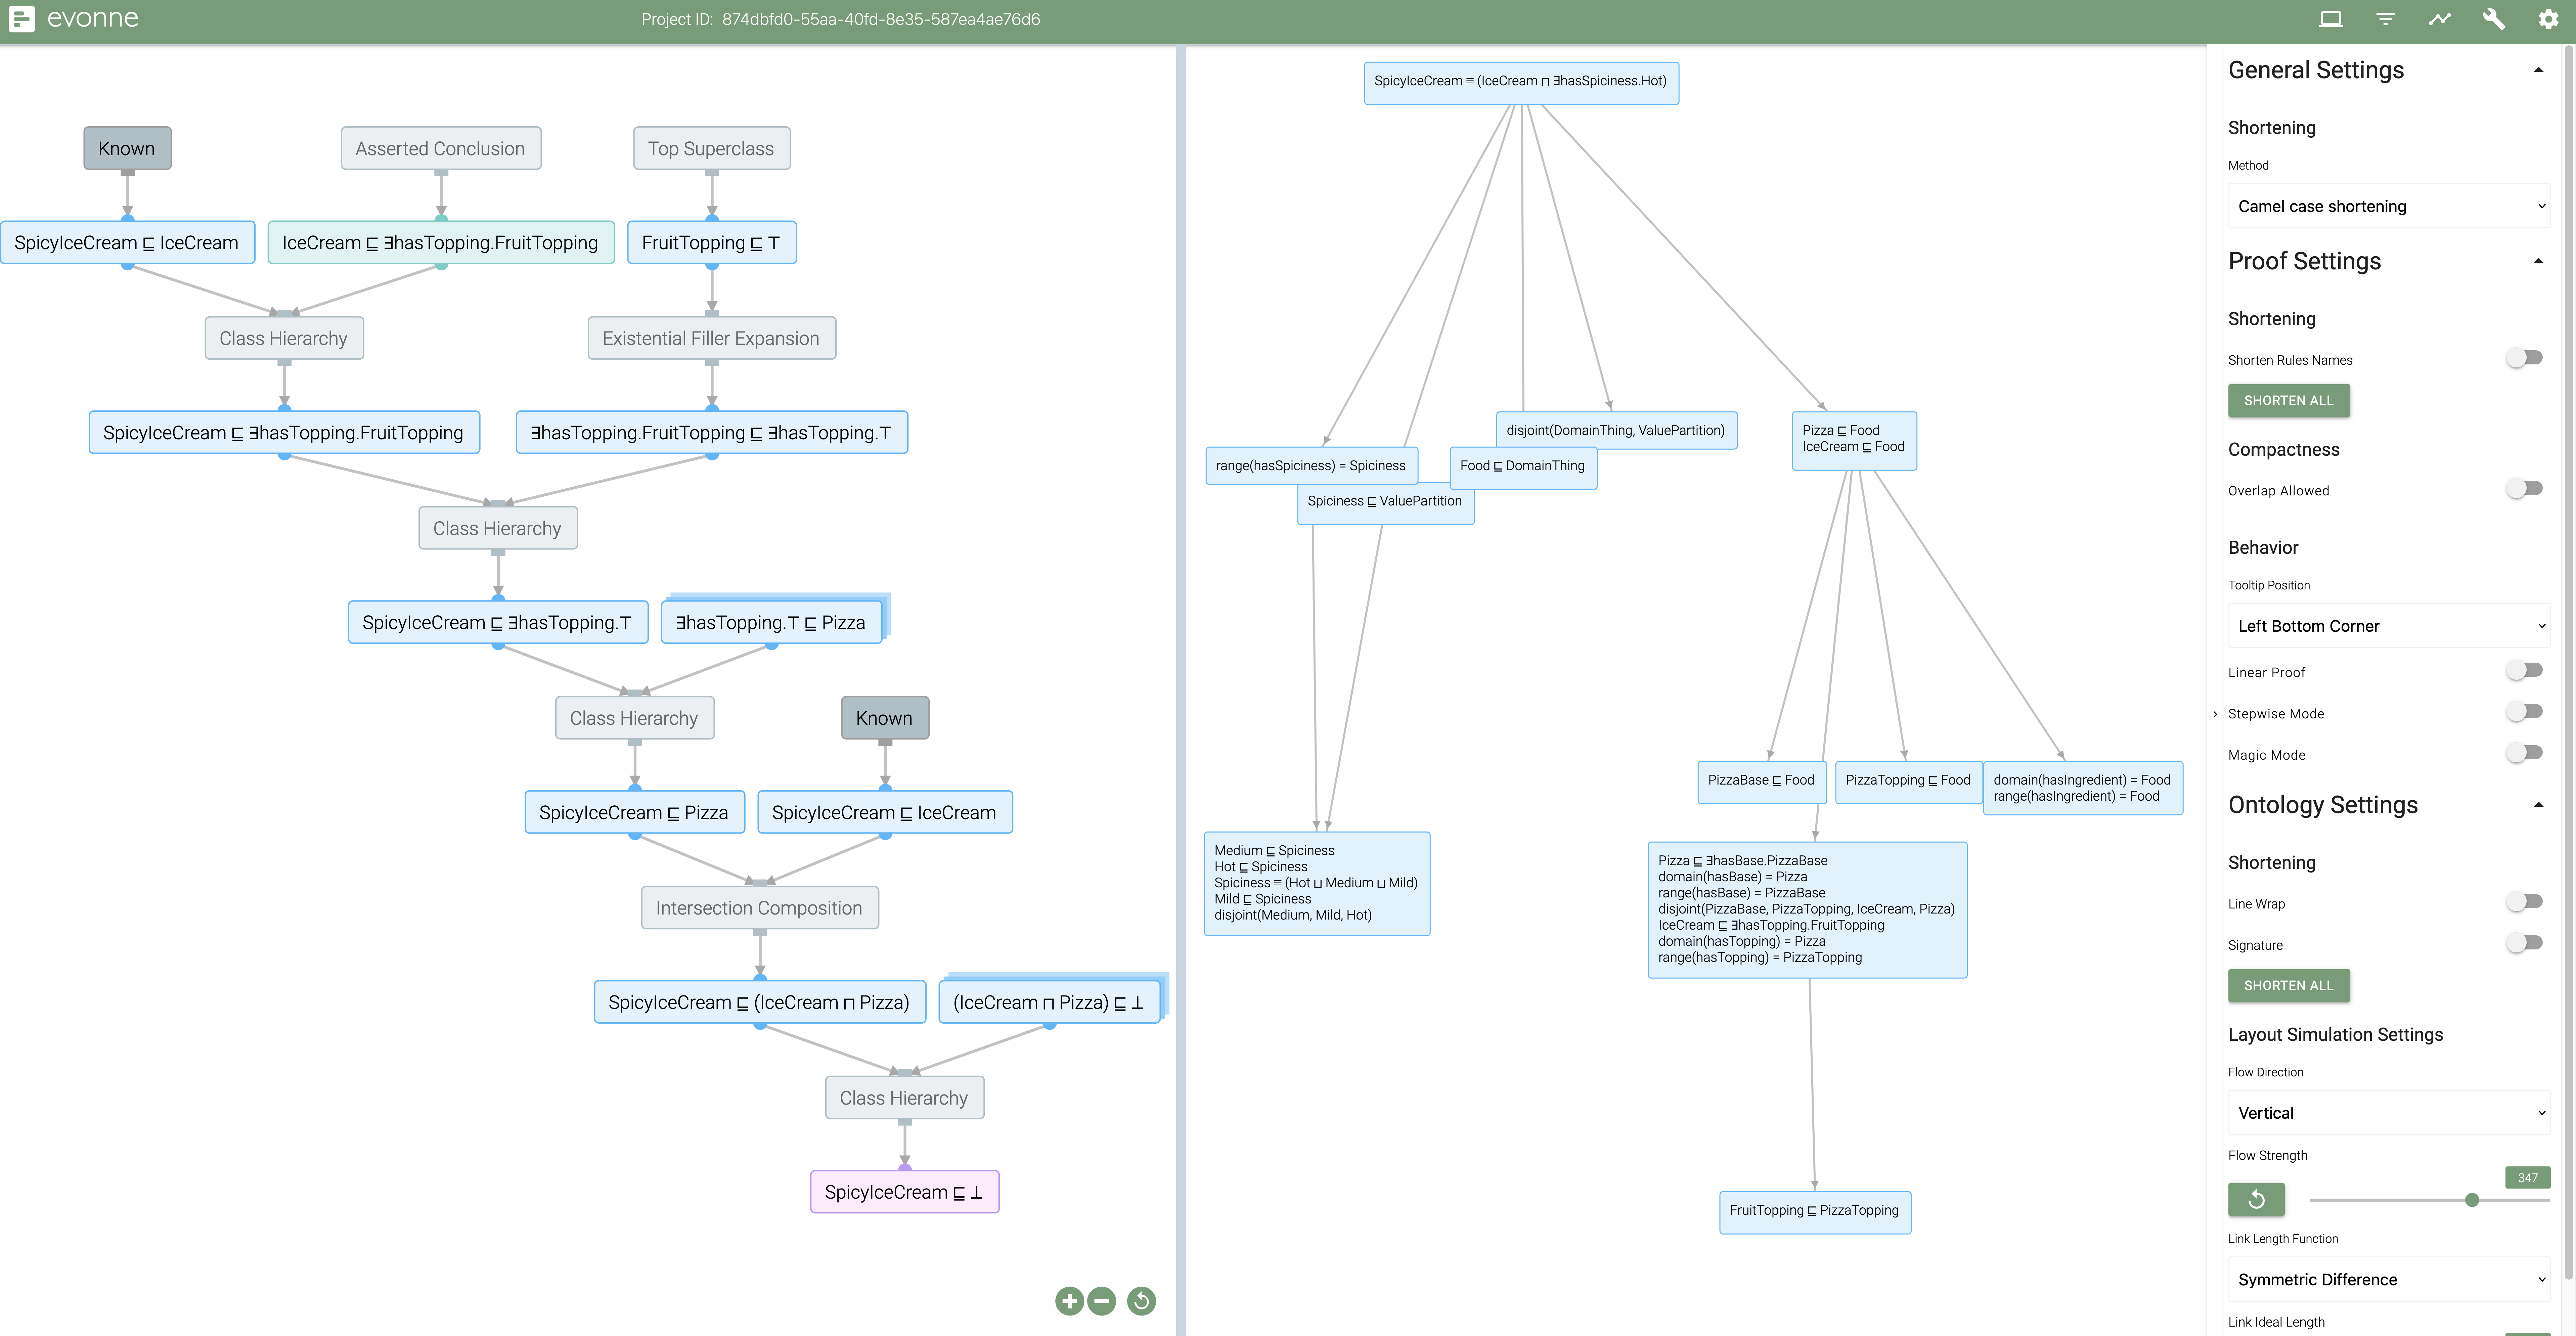 evonne
Project ID: 874dbfd0-55aa-40fd-8e35-587ea4ae76d6
Known
Asserted Conclusion
Top Superclass
SpicyIceCream ⊑ IceCream
IceCream ⊑ ∃hasTopping.FruitTopping
FruitTopping ⊑ ⊤
Class Hierarchy
Existential Filler Expansion
SpicyIceCream ⊑ ∃hasTopping.FruitTopping
∃hasTopping.FruitTopping ⊑ ∃hasTopping.⊤
Class Hierarchy
SpicyIceCream ⊑ ∃hasTopping.⊤
∃hasTopping.⊤ ⊑ Pizza
Class Hierarchy
Known
SpicyIceCream ⊑ Pizza
SpicyIceCream ⊑ IceCream
Intersection Composition
SpicyIceCream ⊑ (IceCream ⊓ Pizza)
(IceCream ⊓ Pizza) ⊑ ⊥
Class Hierarchy
SpicyIceCream ⊑ ⊥
SpicyIceCream ≡ (IceCream ⊓ ∃hasSpiciness.Hot)
disjoint(DomainThing, ValuePartition)
Pizza ⊑ Food
IceCream ⊑ Food
range(hasSpiciness) = Spiciness
Food ⊑ DomainThing
Spiciness ⊑ ValuePartition
PizzaBase ⊑ Food
PizzaTopping ⊑ Food
domain(hasIngredient) = Food
range(hasIngredient) = Food
Medium ⊑ Spiciness
Hot ⊑ Spiciness
Spiciness ≡ (Hot ⊔ Medium ⊔ Mild)
Mild ⊑ Spiciness
disjoint(Medium, Mild, Hot)
Pizza ⊑ ∃hasBase.PizzaBase
domain(hasBase) = Pizza
range(hasBase) = PizzaBase
disjoint(PizzaBase, PizzaTopping, IceCream, Pizza)
IceCream ⊑ ∃hasTopping.FruitTopping
domain(hasTopping) = Pizza
range(hasTopping) = PizzaTopping
FruitTopping ⊑ PizzaTopping
General Settings
Shortening
Method
Camel case shortening
Proof Settings
Shortening
Shorten Rules Names
SHORTEN ALL
Compactness
Overlap Allowed
Behavior
Tooltip Position
Left Bottom Corner
Linear Proof
Stepwise Mode
Magic Mode
Ontology Settings
Shortening
Line Wrap
Signature
SHORTEN ALL
Layout Simulation Settings
Flow Direction
Vertical
Flow Strength
347
Link Length Function
Symmetric Difference
Link Ideal Length